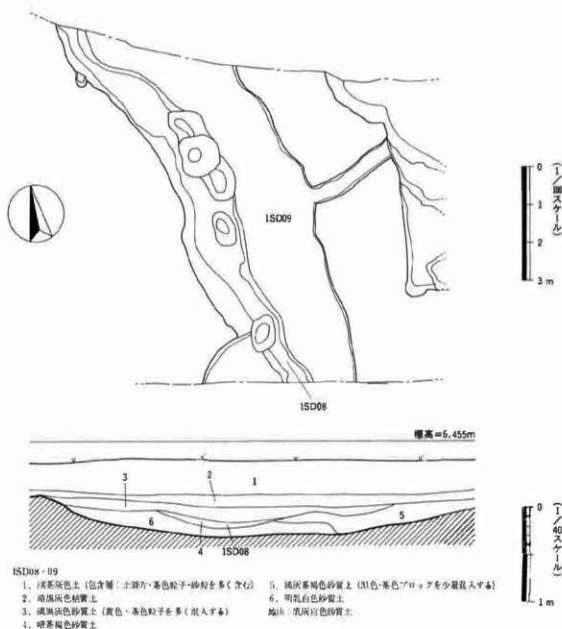 0
1
2
3 m
(1/100スケール)
1SD09
1SD08
標高=6.455m
3
2
1
6
4
1SD08
5
0
1m
(1/40スケール)
1SD08・09
1. 淡茶灰色土 (包含層:土器片・茶色粒子・砂粒を多く含む)
2. 暗黒灰色粘質土
3. 淡黒灰色砂質土 (黄色・茶色粒子を多く混入する)
4. 暗茶褐色砂質土
5. 淡灰茶褐色砂質土 (灰色・茶色ブロックを少量混入する)
6. 明乳白色砂質土
地山:乳灰白色砂質土